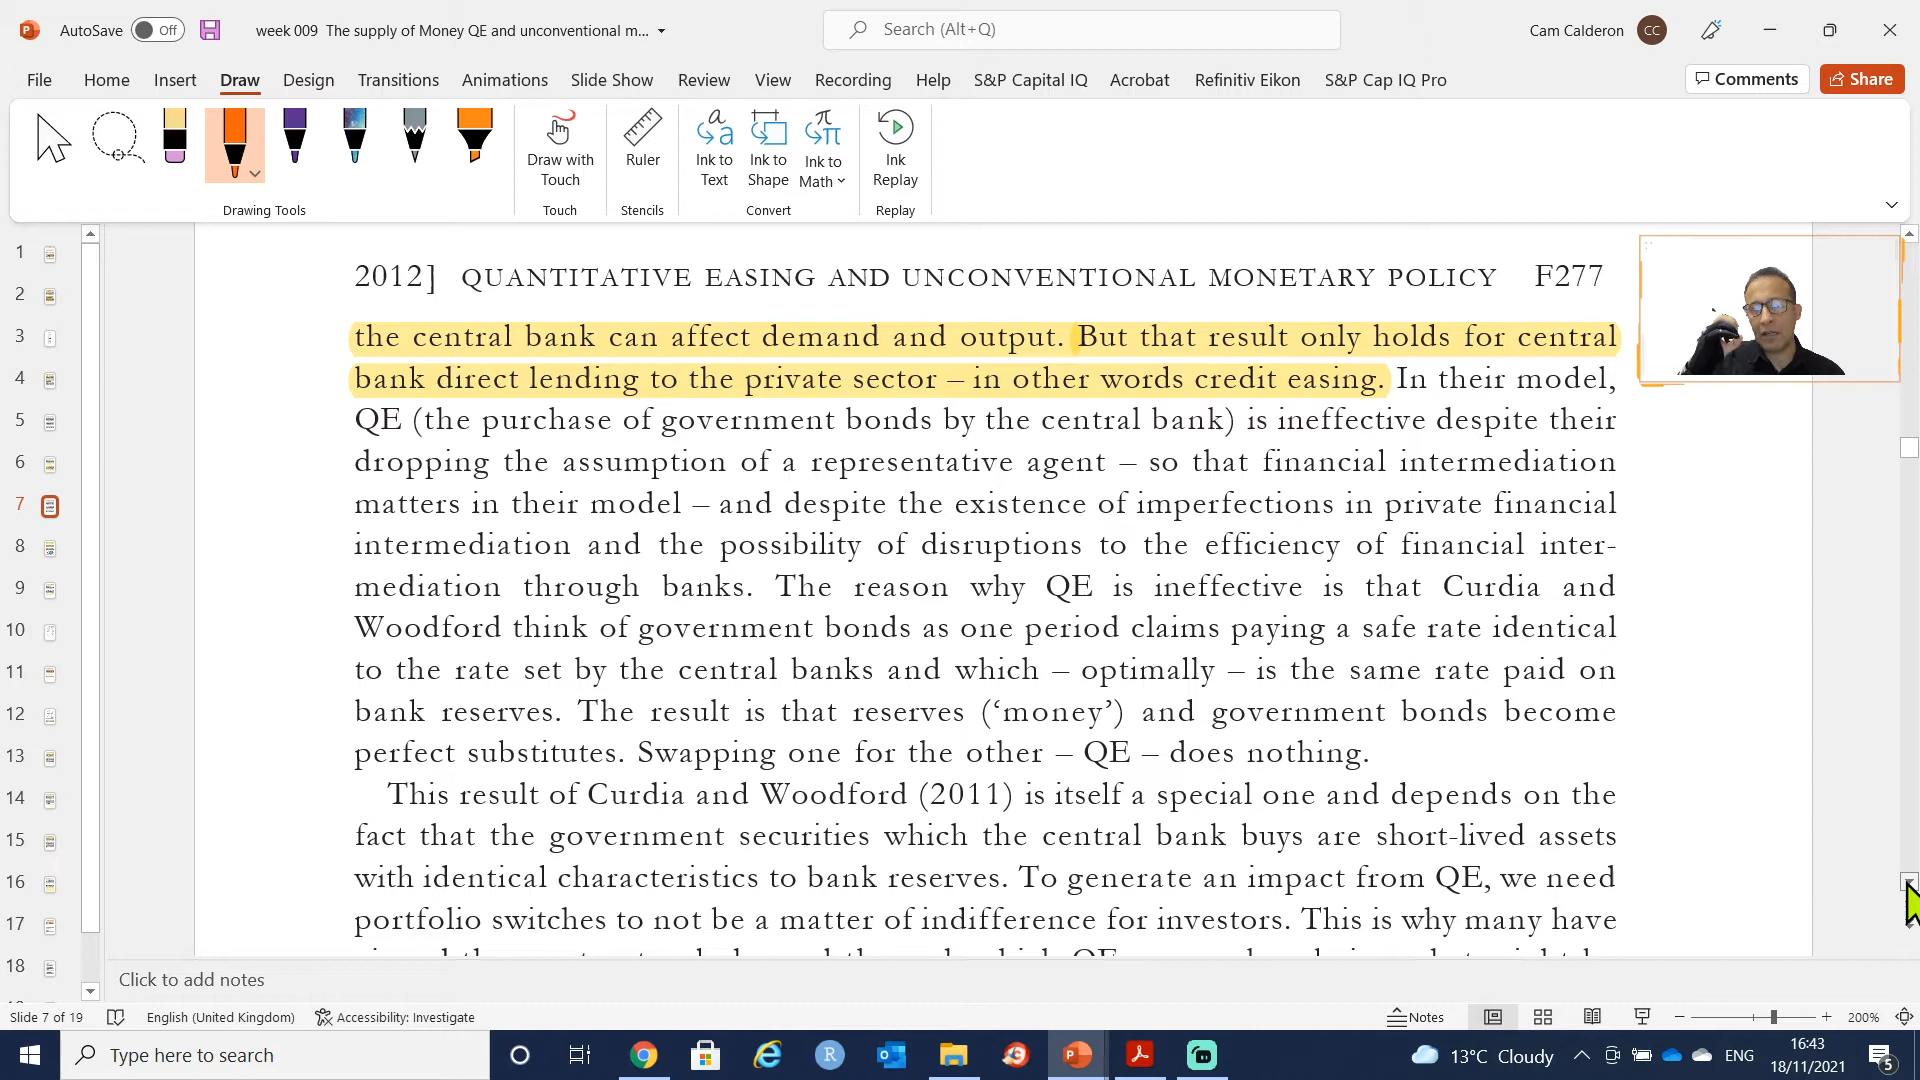 AutoSave Off week 009 The supply of Money QE and unconventional m... Search (Alt+Q) Cam Calderon CC
File Home Insert Draw Design Transitions Animations Slide Show Review View Recording Help S&P Capital IQ Acrobat Refinitiv Eikon S&P Cap IQ Pro Comments Share
Draw with Touch
Ruler
Ink to Text
Ink to Shape
Ink to Math
Ink Replay
Drawing Tools Touch Stencils Convert Replay
1
2
3
4
5
6
7
8
9
10
11
12
13
14
15
16
17
18
2012] QUANTITATIVE EASING AND UNCONVENTIONAL MONETARY POLICY F277
the central bank can affect demand and output. But that result only holds for central
bank direct lending to the private sector – in other words credit easing. In their model,
QE (the purchase of government bonds by the central bank) is ineffective despite their
dropping the assumption of a representative agent – so that financial intermediation
matters in their model – and despite the existence of imperfections in private financial
intermediation and the possibility of disruptions to the efficiency of financial inter-
mediation through banks. The reason why QE is ineffective is that Curdia and
Woodford think of government bonds as one period claims paying a safe rate identical
to the rate set by the central banks and which – optimally – is the same rate paid on
bank reserves. The result is that reserves (‘money’) and government bonds become
perfect substitutes. Swapping one for the other – QE – does nothing.
This result of Curdia and Woodford (2011) is itself a special one and depends on the
fact that the government securities which the central bank buys are short-lived assets
with identical characteristics to bank reserves. To generate an impact from QE, we need
portfolio switches to not be a matter of indifference for investors. This is why many have
Click to add notes
Slide 7 of 19 English (United Kingdom) Accessibility: Investigate Notes 200%
Type here to search 13°C Cloudy ENG 16:43
18/11/2021 5